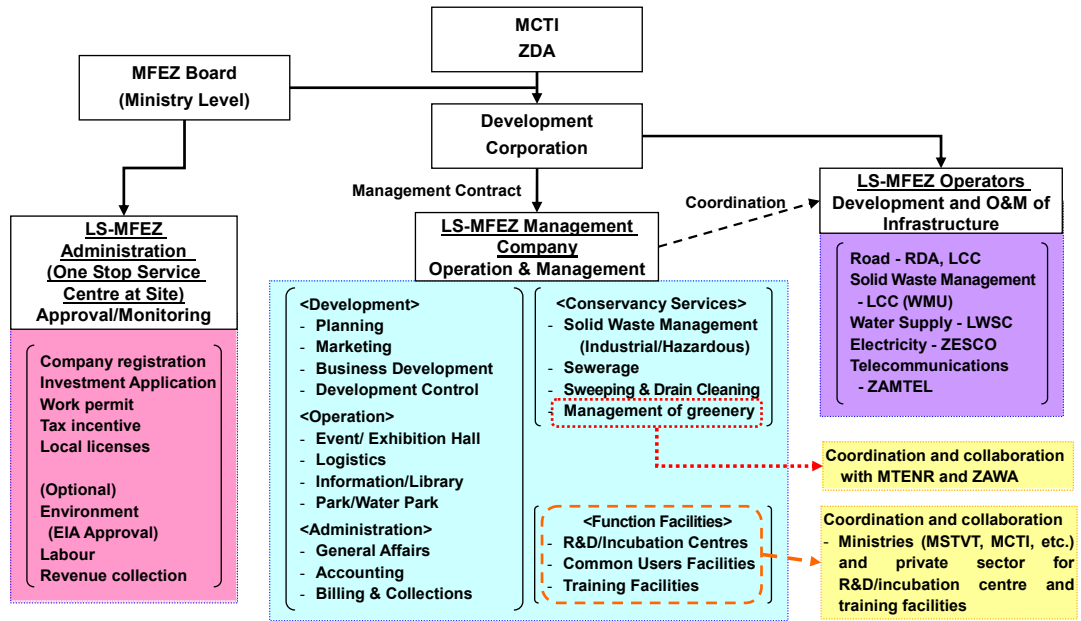 MCTI
ZDA
MFEZ Board
(Ministry Level)
Development
Corporation
Management Contract
Coordination
LS-MFEZ
Administration
(One Stop Service
Centre at Site)
Approval/Monitoring
Company registration
Investment Application
Work permit
Tax incentive
Local licenses
(Optional)
Environment
(EIA Approval)
Labour
Revenue collection
LS-MFEZ Management
Company
Operation & Management
<Development>
- Planning
- Marketing
- Business Development
- Development Control
<Operation>
- Event/ Exhibition Hall
- Logistics
- Information/Library
- Park/Water Park
<Administration>
- General Affairs
- Accounting
- Billing & Collections
<Conservancy Services>
- Solid Waste Management
(Industrial/Hazardous)
- Sewerage
- Sweeping & Drain Cleaning
- Management of greenery
<Function Facilities>
- R&D/Incubation Centres
- Common Users Facilities
- Training Facilities
LS-MFEZ Operators
Development and O&M of
Infrastructure
Road - RDA, LCC
Solid Waste Management
- LCC (WMU)
Water Supply - LWSC
Electricity - ZESCO
Telecommunications
- ZAMTEL
Coordination and collaboration
with MTENR and ZAWA
Coordination and collaboration
- Ministries (MSTVT, MCTI, etc.)
and private sector for
R&D/incubation centre and
training facilities